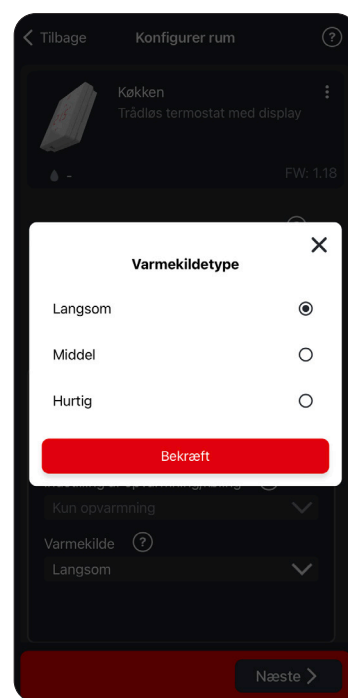 Tilbage Konfigurer rum ?
Køkken
Trådløs termostat med display
- FW: 1.18
Varmekildetype
Langsom
Middel
Hurtig
Bekræft
Kun opvarmning
Varmekilde ?
Langsom
Næste